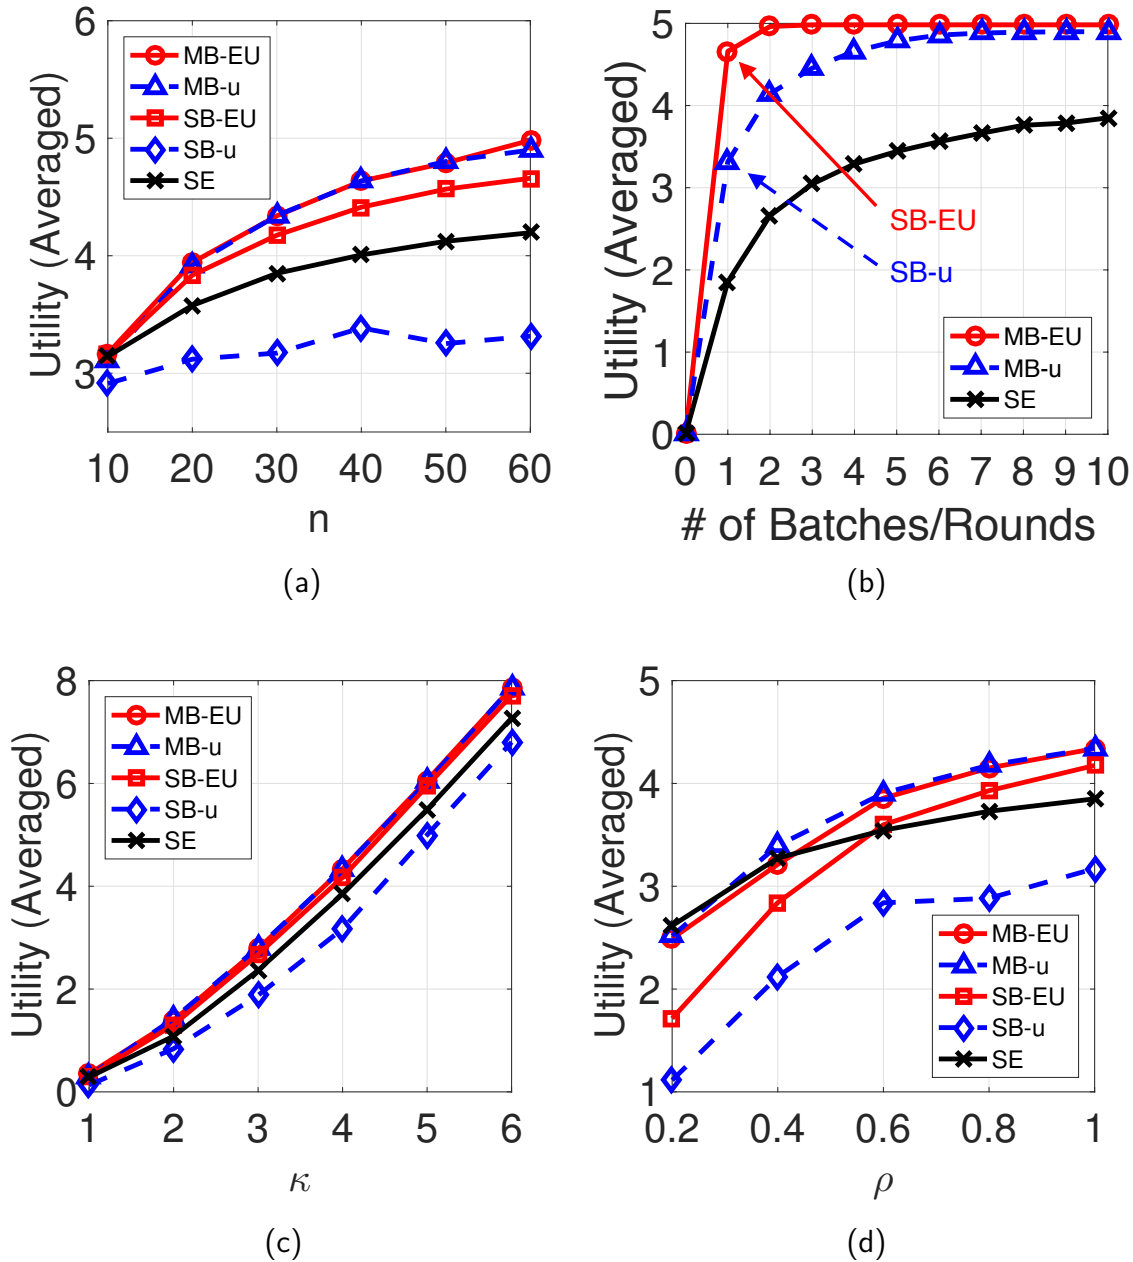 6
5
4
3
Utility (Averaged)
MB-EU
MB-u
SB-EU
SB-u
SE
10 20 30 40 50 60
n
(a)
5
4
3
2
1
0
Utility (Averaged)
SB-EU
SB-u
MB-EU
MB-u
SE
0 1 2 3 4 5 6 7 8 9 10
# of Batches/Rounds
(b)
8
6
4
2
0
Utility (Averaged)
MB-EU
MB-u
SB-EU
SB-u
SE
1 2 3 4 5 6
κ
(c)
5
4
3
2
1
Utility (Averaged)
MB-EU
MB-u
SB-EU
SB-u
SE
0.2 0.4 0.6 0.8 1
ρ
(d)